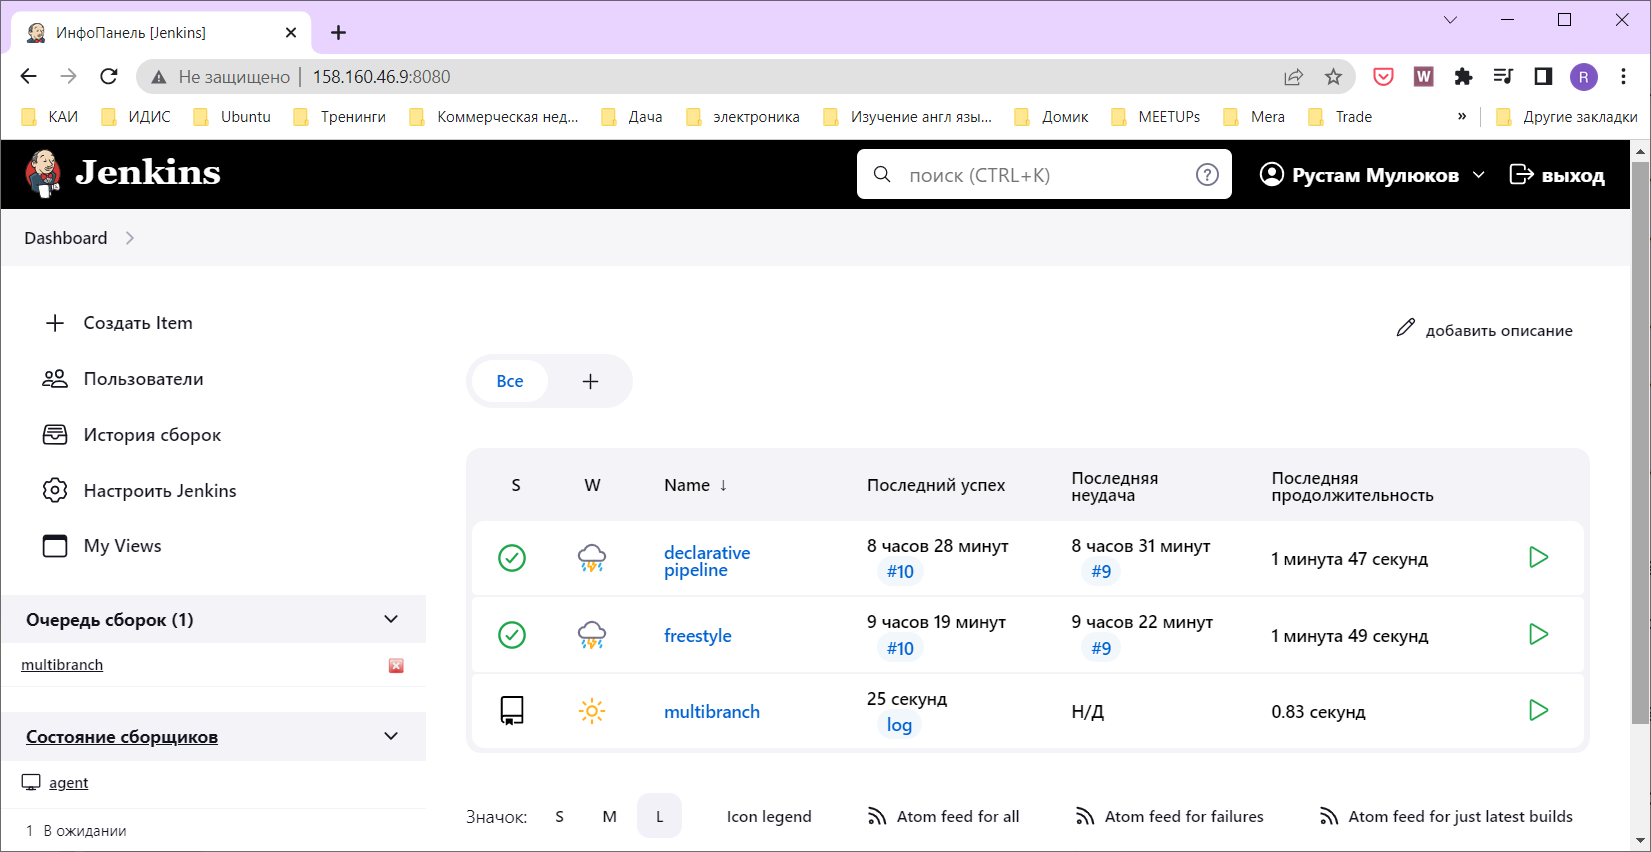 ИнфоПанель [Jenkins]
Не защищено | 158.160.46.9:8080
КАИ ИДИС Ubuntu Тренинги Коммерческая нед... Дача электроника Изучение англ язы... Домик MEETUPs Мега Trade » Другие закладки
Jenkins
поиск (CTRL+K)
Рустам Мулюков
выход
Dashboard
Создать Item
Пользователи
История сборок
Настроить Jenkins
My Views
Очередь сборок (1)
multibranch
Состояние сборщиков
agent
1 В ожидании
добавить описание
Все +
S W Name ↓ Последний успех Последняя неудача Последняя продолжительность
declarative pipeline 8 часов 28 минут #10 8 часов 31 минут #9 1 минута 47 секунд
freestyle 9 часов 19 минут #10 9 часов 22 минут #9 1 минута 49 секунд
multibranch 25 секунд log Н/Д 0.83 секунд
Значок: S M L Icon legend Atom feed for all Atom feed for failures Atom feed for just latest builds